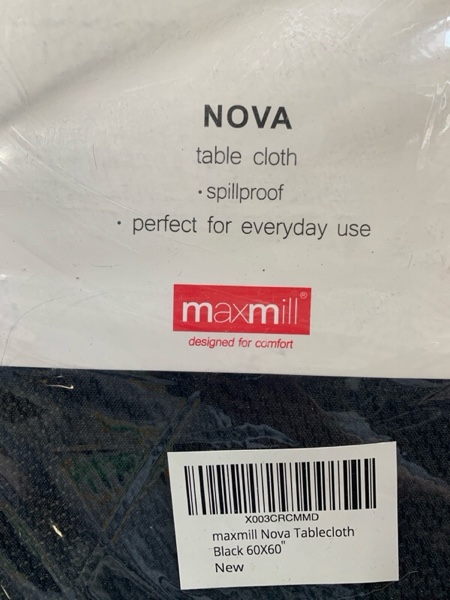 NOVA
table cloth
· spillproof
· perfect for everyday use
maxmill®
designed for comfort
X003CRCMMD
maxmill Nova Tablecloth
Black 60X60"
New